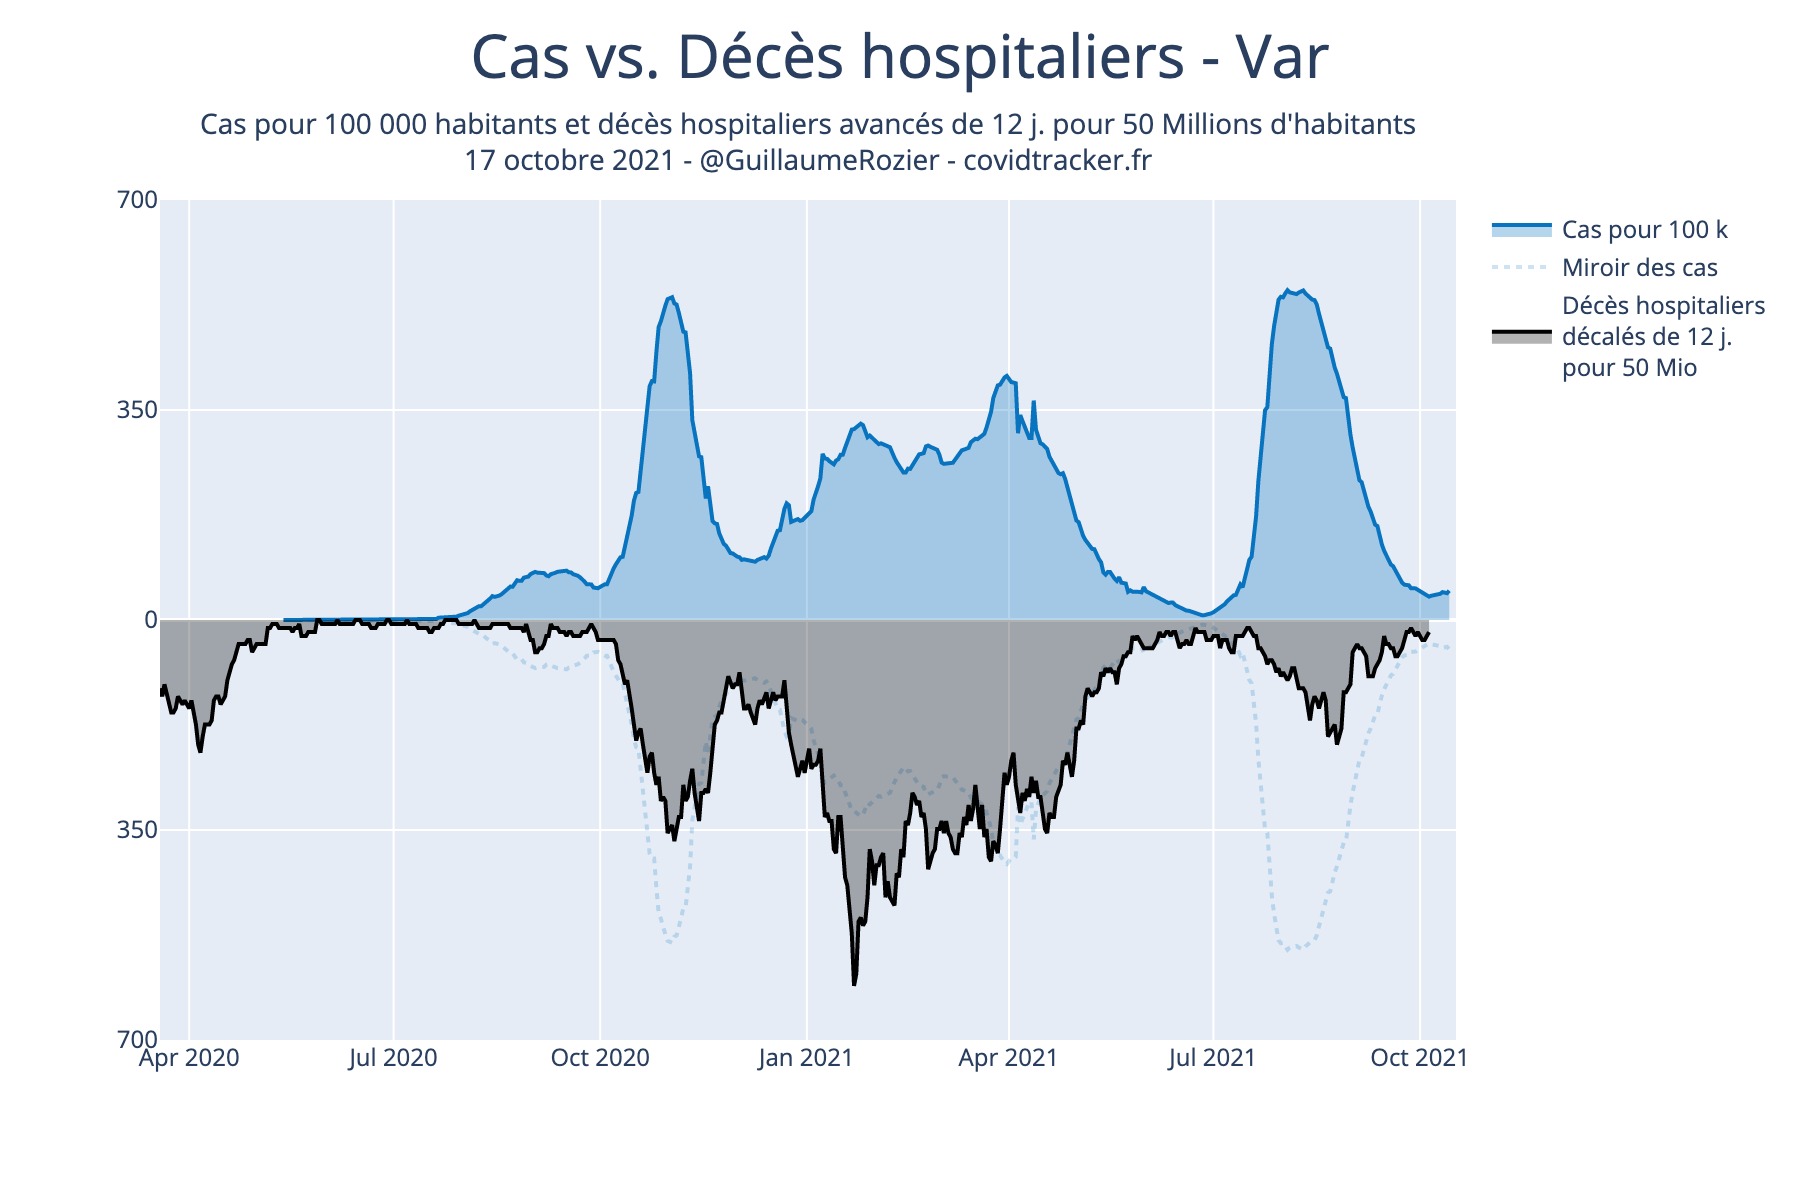 Cas vs. Décès hospitaliers - Var
Cas pour 100 000 habitants et décès hospitaliers avancés de 12 j. pour 50 Millions d'habitants
17 octobre 2021 - @GuillaumeRozier - covidtracker.fr
700
350
0
350
700
Apr 2020
Jul 2020
Oct 2020
Jan 2021
Apr 2021
Jul 2021
Oct 2021
Cas pour 100 k
Miroir des cas
Décès hospitaliers
décalés de 12 j.
pour 50 Mio